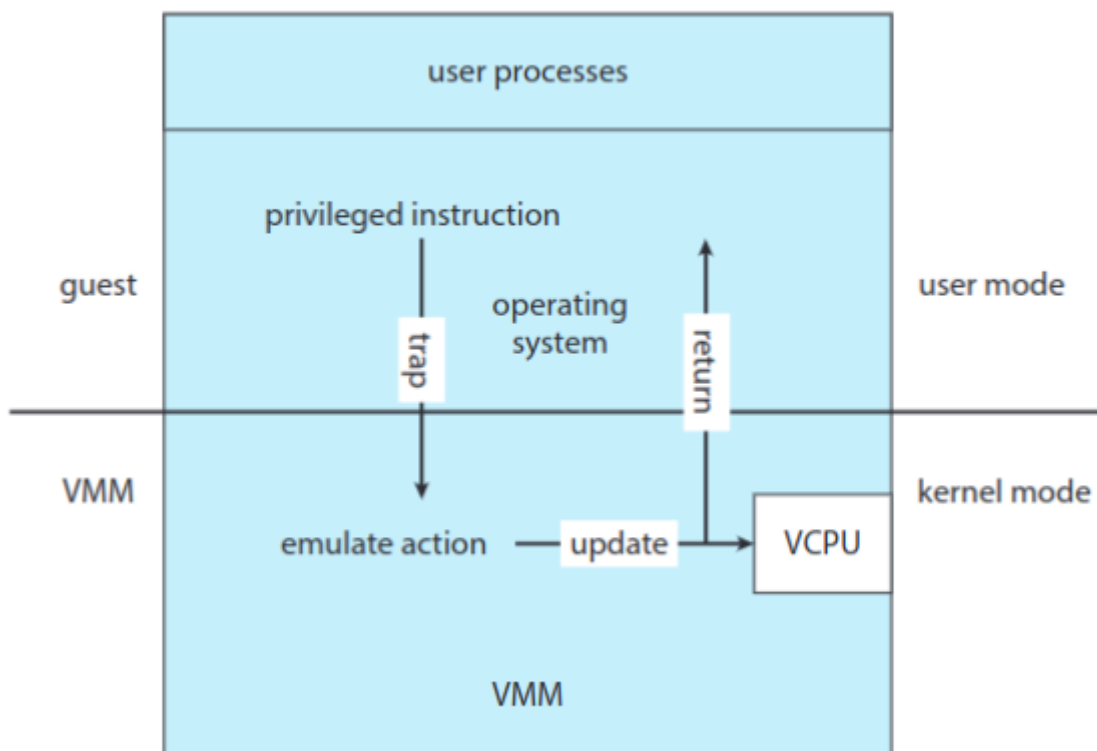 user processes
privileged instruction
guest
operating
system
user mode
trap
return
VMM
kernel mode
emulate action
update
VCPU
VMM